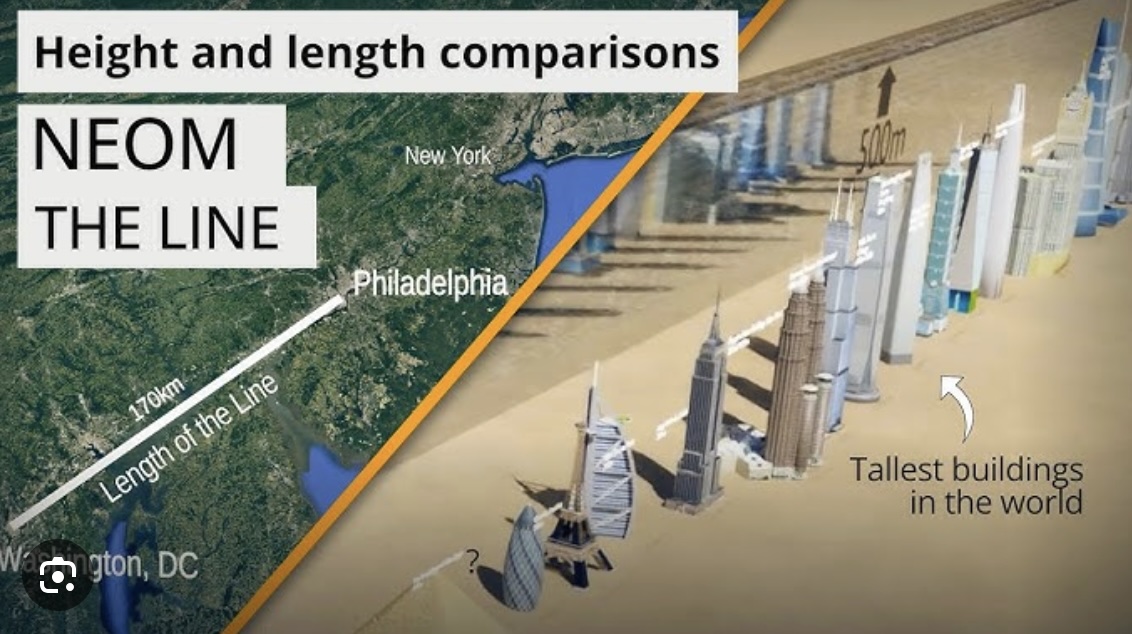 Height and length comparisons
NEOM
THE LINE
New York
Philadelphia
170km
Length of the Line
Washington, DC
500m
?
Tallest buildings
in the world